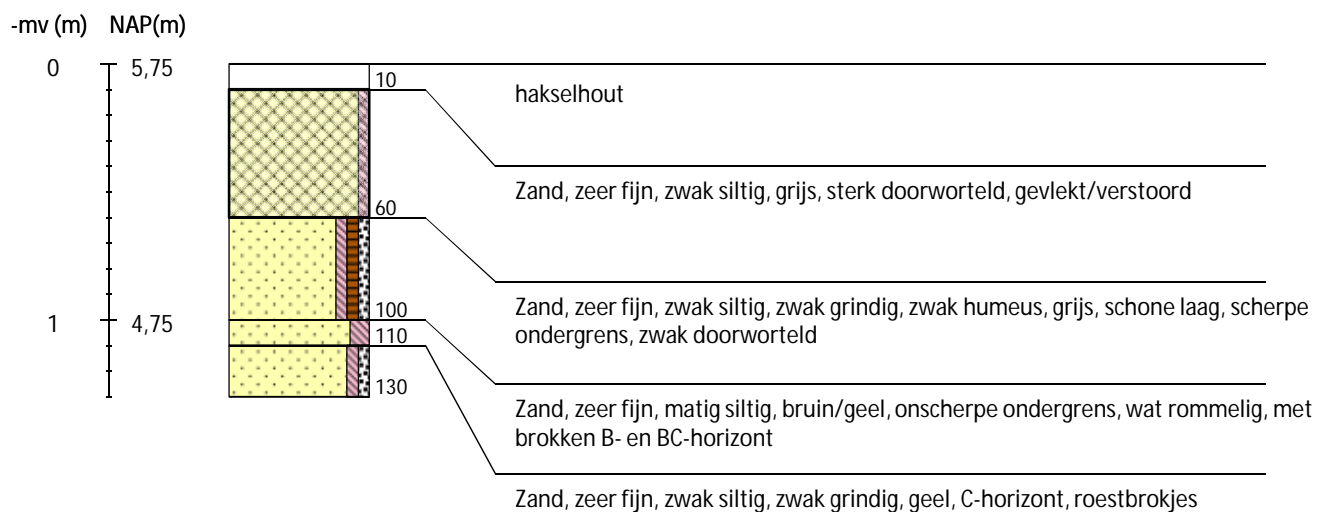 -mv (m) NAP(m)
0 5,75
10
hakselhout
Zand, zeer fijn, zwak siltig, grijs, sterk doorworteld, gevlekt/verstoord
60
Zand, zeer fijn, zwak siltig, zwak grindig, zwak humeus, grijs, schone laag, scherpe
ondergrens, zwak doorworteld
100
1 4,75
110
130
Zand, zeer fijn, matig siltig, bruin/geel, onscherpe ondergrens, wat rommelig, met
brokken B- en BC-horizont
Zand, zeer fijn, zwak siltig, zwak grindig, geel, C-horizont, roestbrokjes